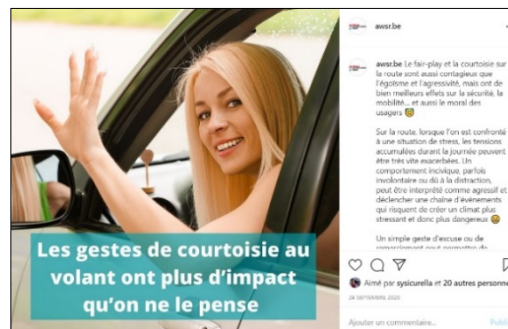 Les gestes de courtoisie au
volant ont plus d'impact
qu'on ne le pense
awsr.be
awsr.be Le fair-play et la courtoisie sur
la route sont aussi contagieux que
l'égoïsme et l'agressivité, mais ont de
bien meilleurs effets sur la sécurité, la
mobilité... et aussi le moral des
usagers
Sur la route, lorsque l'on est confronté
à une situation de stress, les tensions
accumulées durant la journée peuvent
être très vite exacerbées. Un
comportement incivique, parfois
involontaire ou dû à la distraction,
peut être interprété comme agressif et
déclencher une chaîne d'événements
qui risquent de créer un climat plus
stressant et donc plus dangereux
Un simple geste d'excuse ou de
Aimé par sysicurella et 20 autres personne
24 SEPTEMBRE 2020
Ajouter un commentaire...
Publi